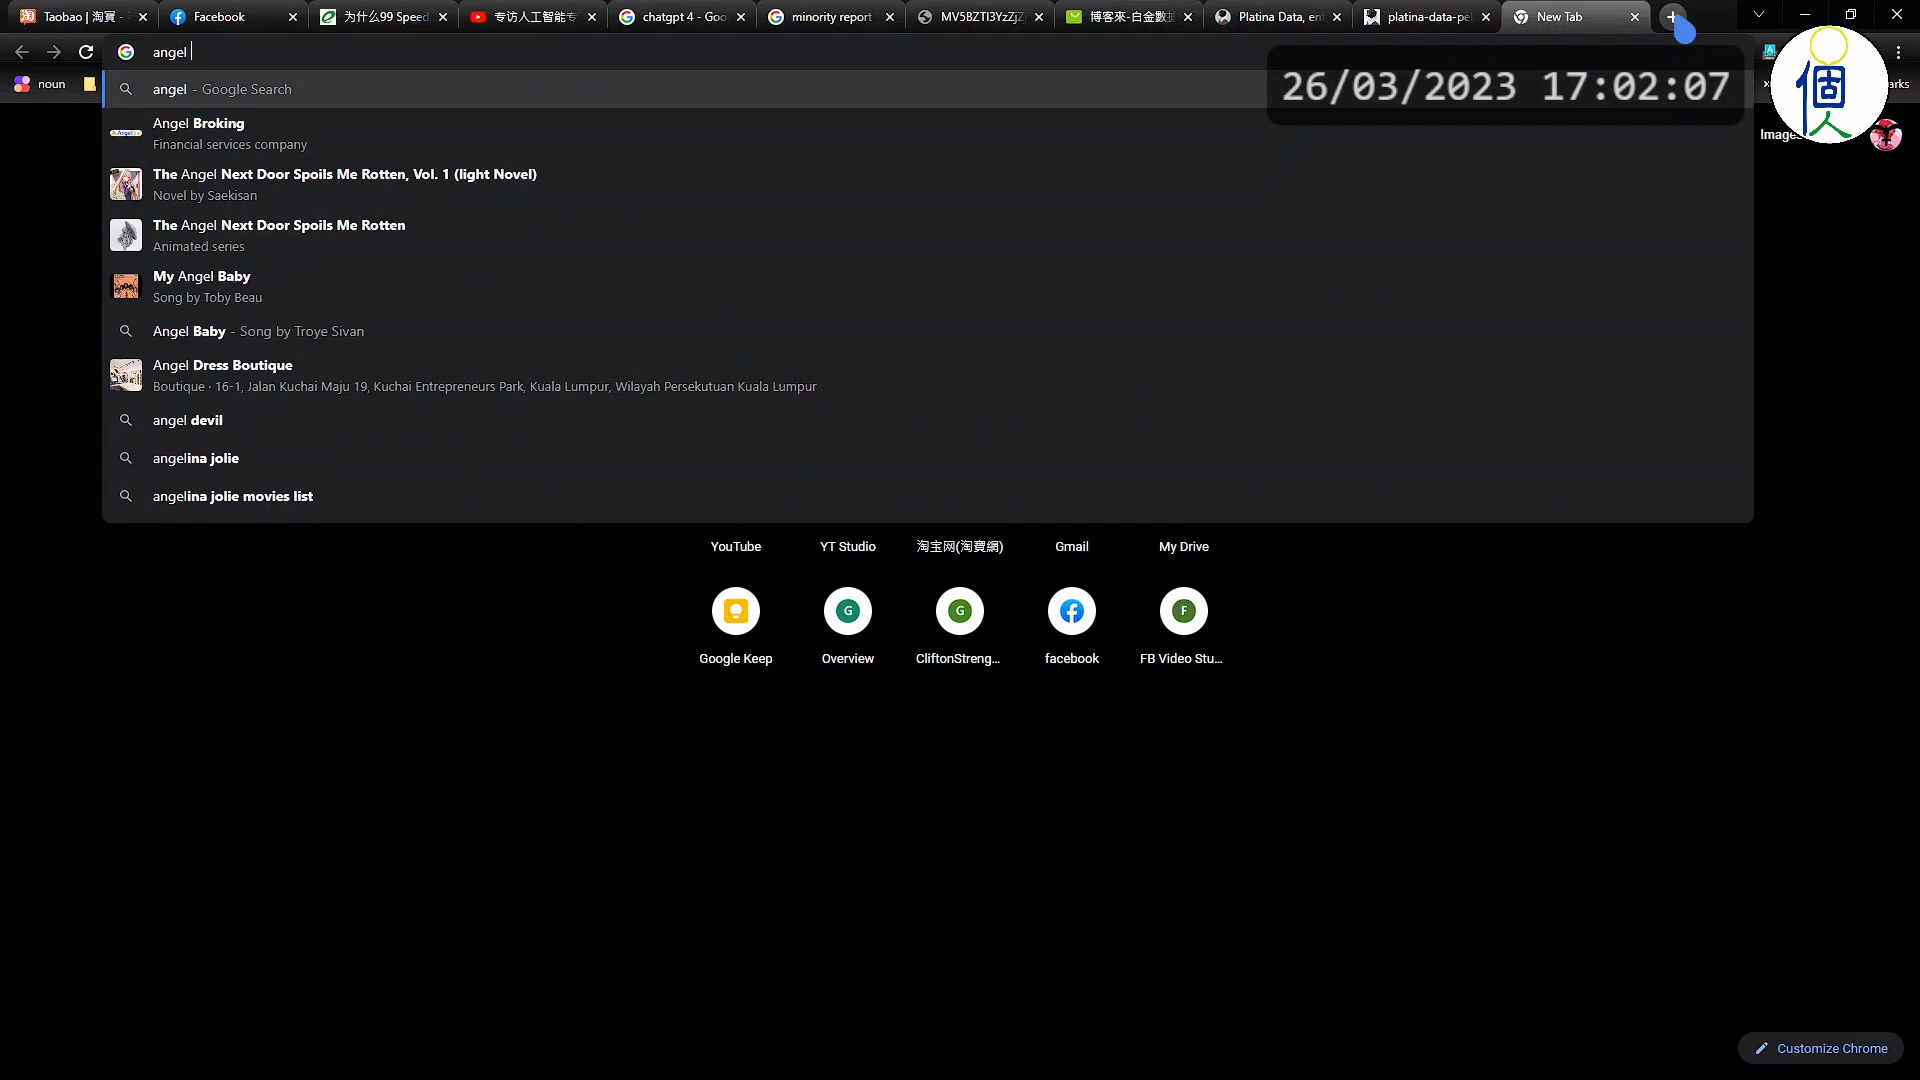 Taobao | 淘寶 -
Facebook
为什么99 Speed
专访人工智能专
chatgpt 4 - Goo
minority report
MV5BZTI3YzZjZ
博客來-白金數據
Platina Data, en
platina-data-pel
New Tab
angel
26/03/2023 17:02:07
noun
angel - Google Search
arks
個人
Angel Broking
Financial services company
Images
The Angel Next Door Spoils Me Rotten, Vol. 1 (light Novel)
Novel by Saekisan
The Angel Next Door Spoils Me Rotten
Animated series
My Angel Baby
Song by Toby Beau
Angel Baby - Song by Troye Sivan
Angel Dress Boutique
Boutique · 16-1, Jalan Kuchai Maju 19, Kuchai Entrepreneurs Park, Kuala Lumpur, Wilayah Persekutuan Kuala Lumpur
angel devil
angelina jolie
angelina jolie movies list
YouTube
YT Studio
淘宝网(淘寶網)
Gmail
My Drive
G
G
F
Google Keep
Overview
CliftonStreng...
facebook
FB Video Stu...
Customize Chrome